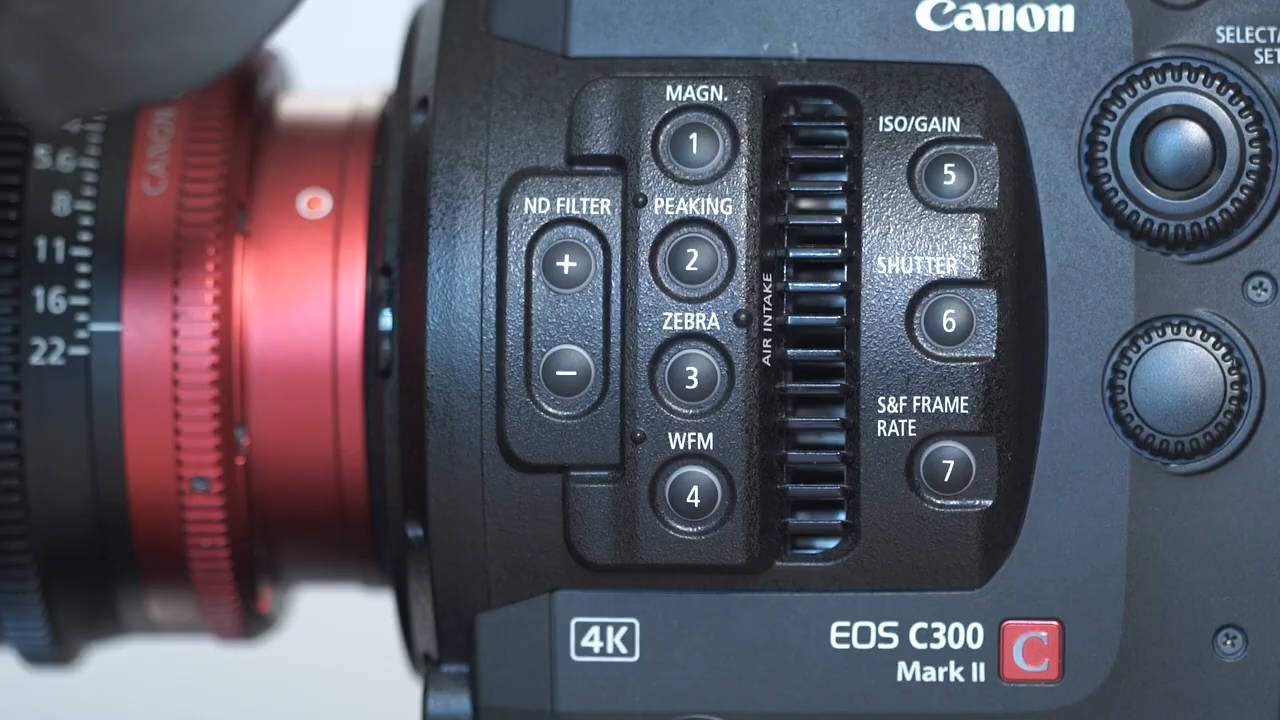 Canon
SELECTA
SET
MAGN.
1
ISO/GAIN
5
5.6
8
11
16
22
CANON
ND FILTER
+
−
PEAKING
2
SHUTTER
6
ZEBRA
3
AIR INTAKE
S&F FRAME
RATE
7
WFM
4
4K
EOS C300
Mark II
C